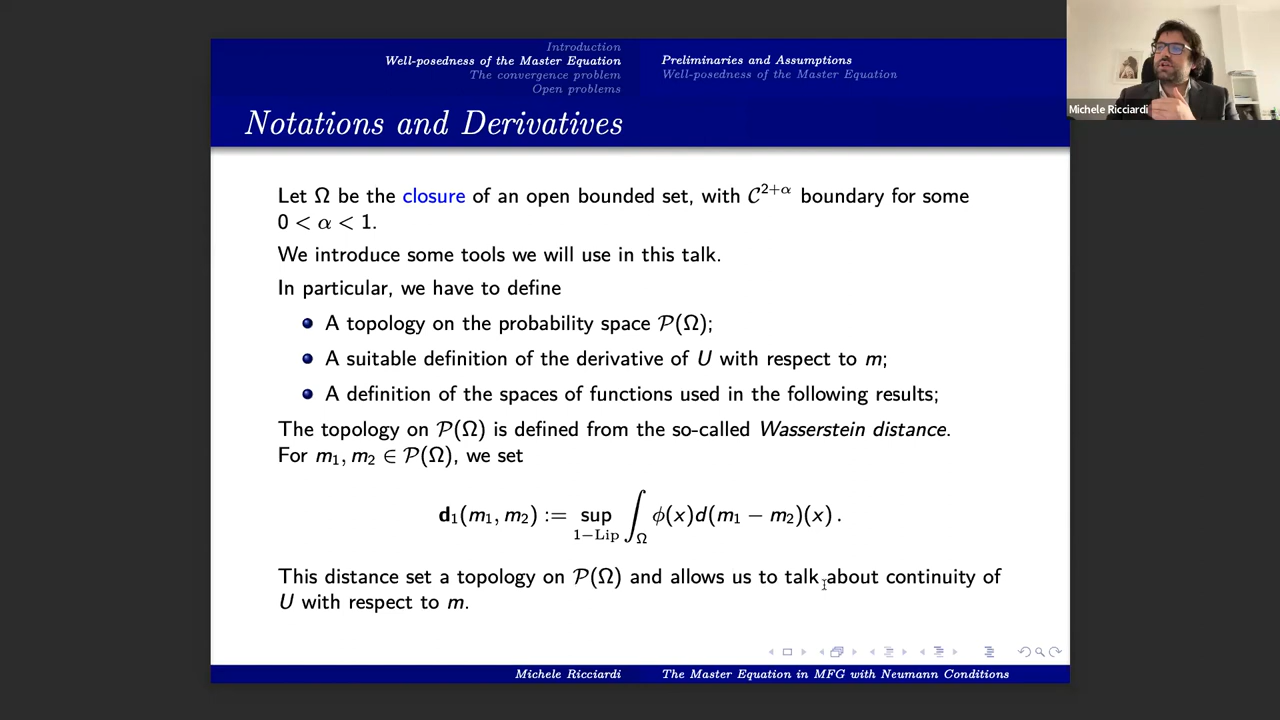 Introduction
Well-posedness of the Master Equation
The convergence problem
Open problems
Preliminaries and Assumptions
Well-posedness of the Master Equation
Notations and Derivatives
Let Ω be the closure of an open bounded set, with 𝒞^{2+α} boundary for some
0 < α < 1.
We introduce some tools we will use in this talk.
In particular, we have to define
A topology on the probability space 𝒫(Ω);
A suitable definition of the derivative of U with respect to m;
A definition of the spaces of functions used in the following results;
The topology on 𝒫(Ω) is defined from the so-called Wasserstein distance.
For m₁, m₂ ∈ 𝒫(Ω), we set
d₁(m₁, m₂) := sup_{1−Lip} ∫_Ω ϕ(x)d(m₁ − m₂)(x) .
This distance set a topology on 𝒫(Ω) and allows us to talk about continuity of
U with respect to m.
Michele Ricciardi
The Master Equation in MFG with Neumann Conditions
Michele Ricciardi